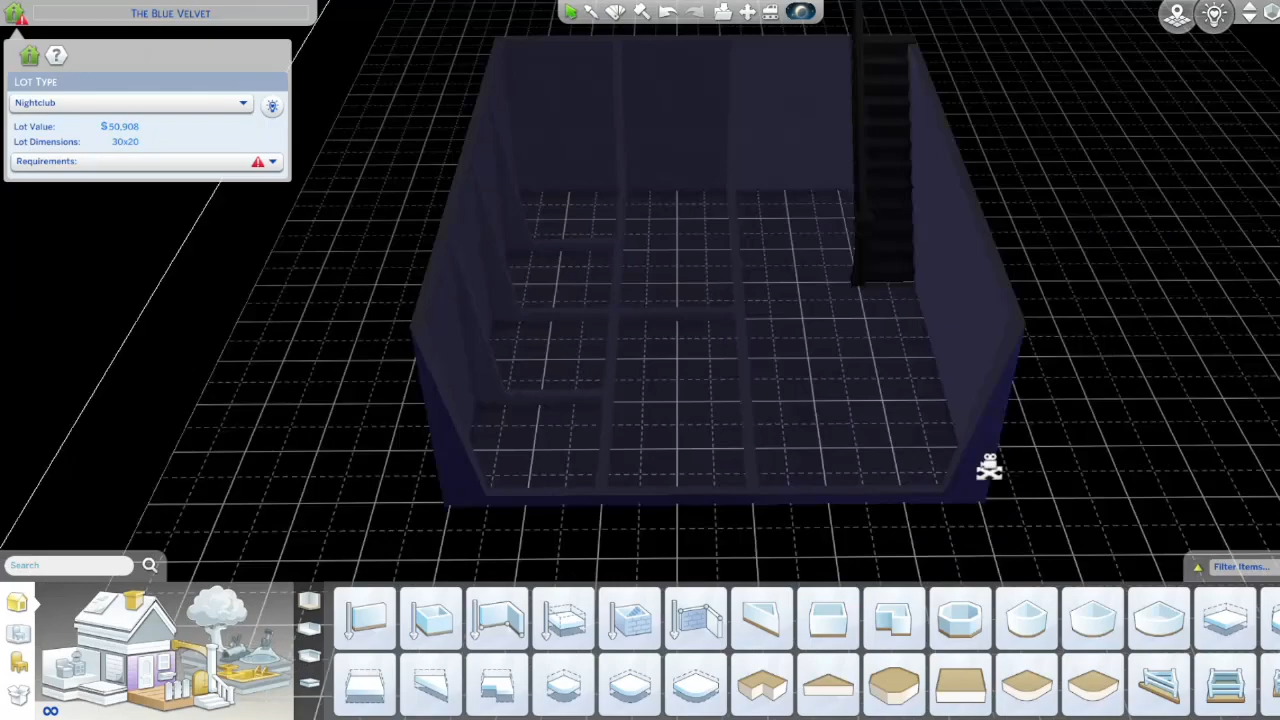 THE BLUE VELVET
?
LOT TYPE
Nightclub
Lot Value: $50,908
Lot Dimensions: 30x20
Requirements:
Search
Filter Items...